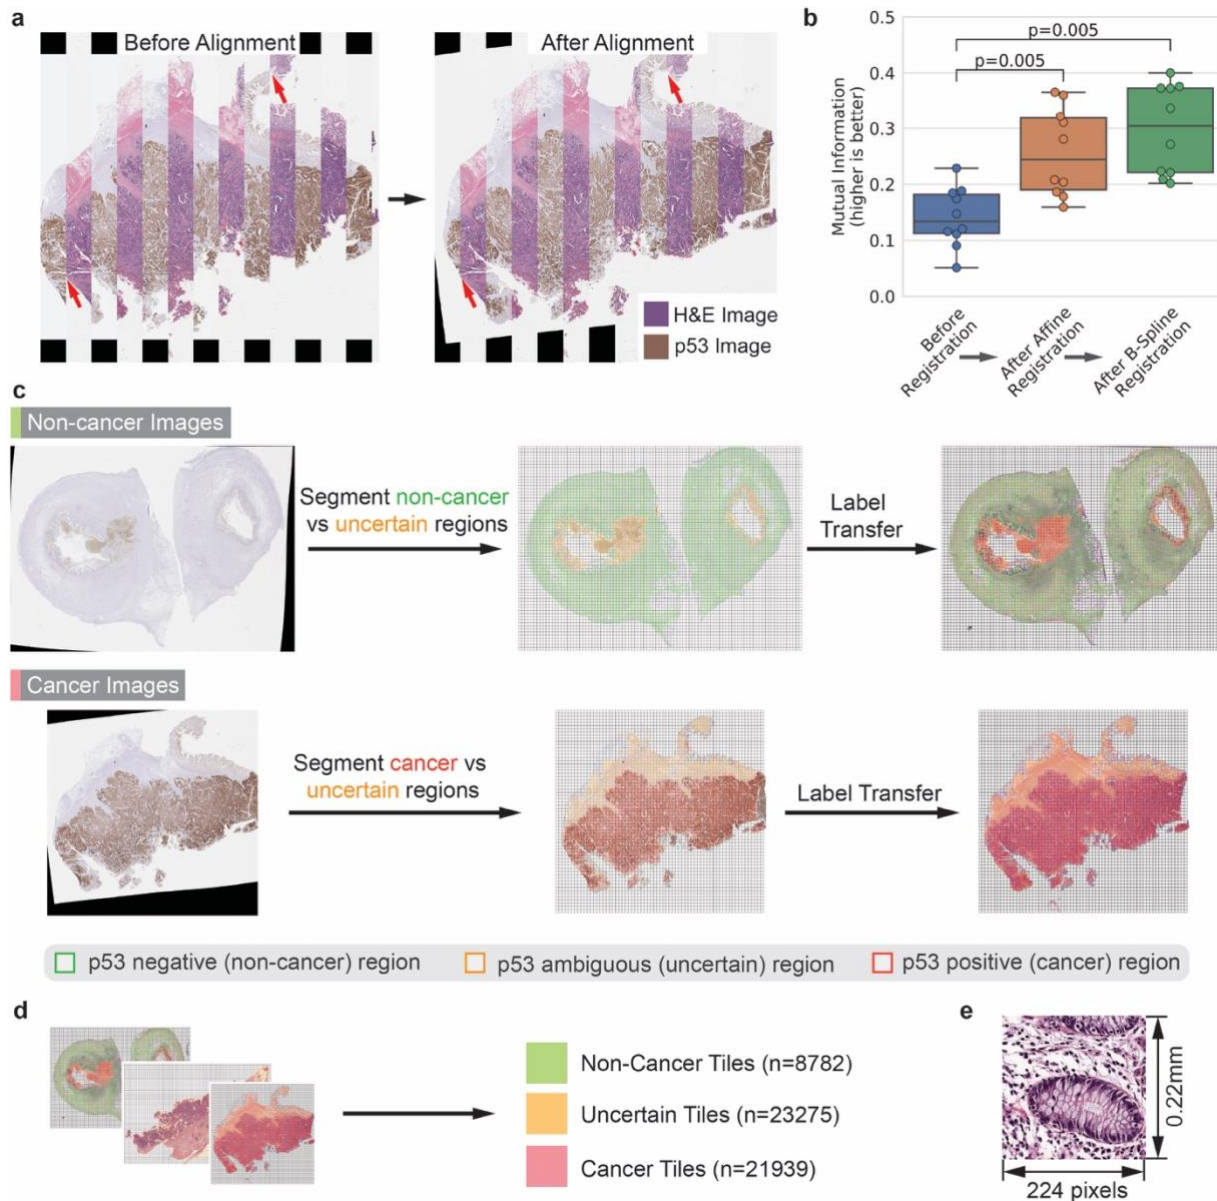 a
Before Alignment
After Alignment
H&E Image
p53 Image
b
0.5
0.4
0.3
0.2
0.1
0.0
Mutual Information
(higher is better)
p=0.005
p=0.005
Before
Registration
After Affine
Registration
After B-Spline
Registration
c
Non-cancer Images
Segment non-cancer
vs uncertain regions
Label
Transfer
Cancer Images
Segment cancer vs
uncertain regions
Label Transfer
p53 negative (non-cancer) region
p53 ambiguous (uncertain) region
p53 positive (cancer) region
d
Non-Cancer Tiles (n=8782)
Uncertain Tiles (n=23275)
Cancer Tiles (n=21939)
e
0.22mm
224 pixels